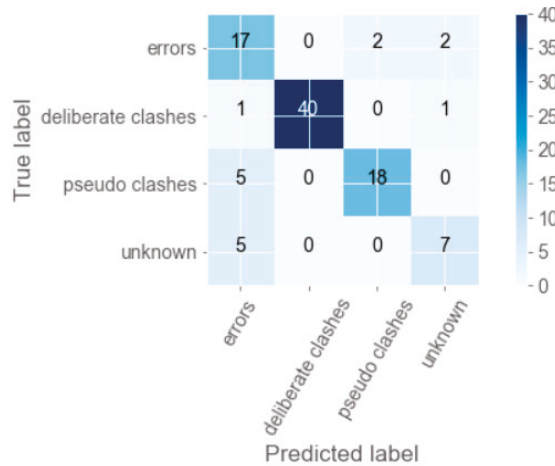 errors 17 0 2 2
deliberate clashes 1 40 0 1
pseudo clashes 5 0 18 0
unknown 5 0 0 7
True label
errors
deliberate clashes
pseudo clashes
unknown
Predicted label
40
35
30
25
20
15
10
5
0